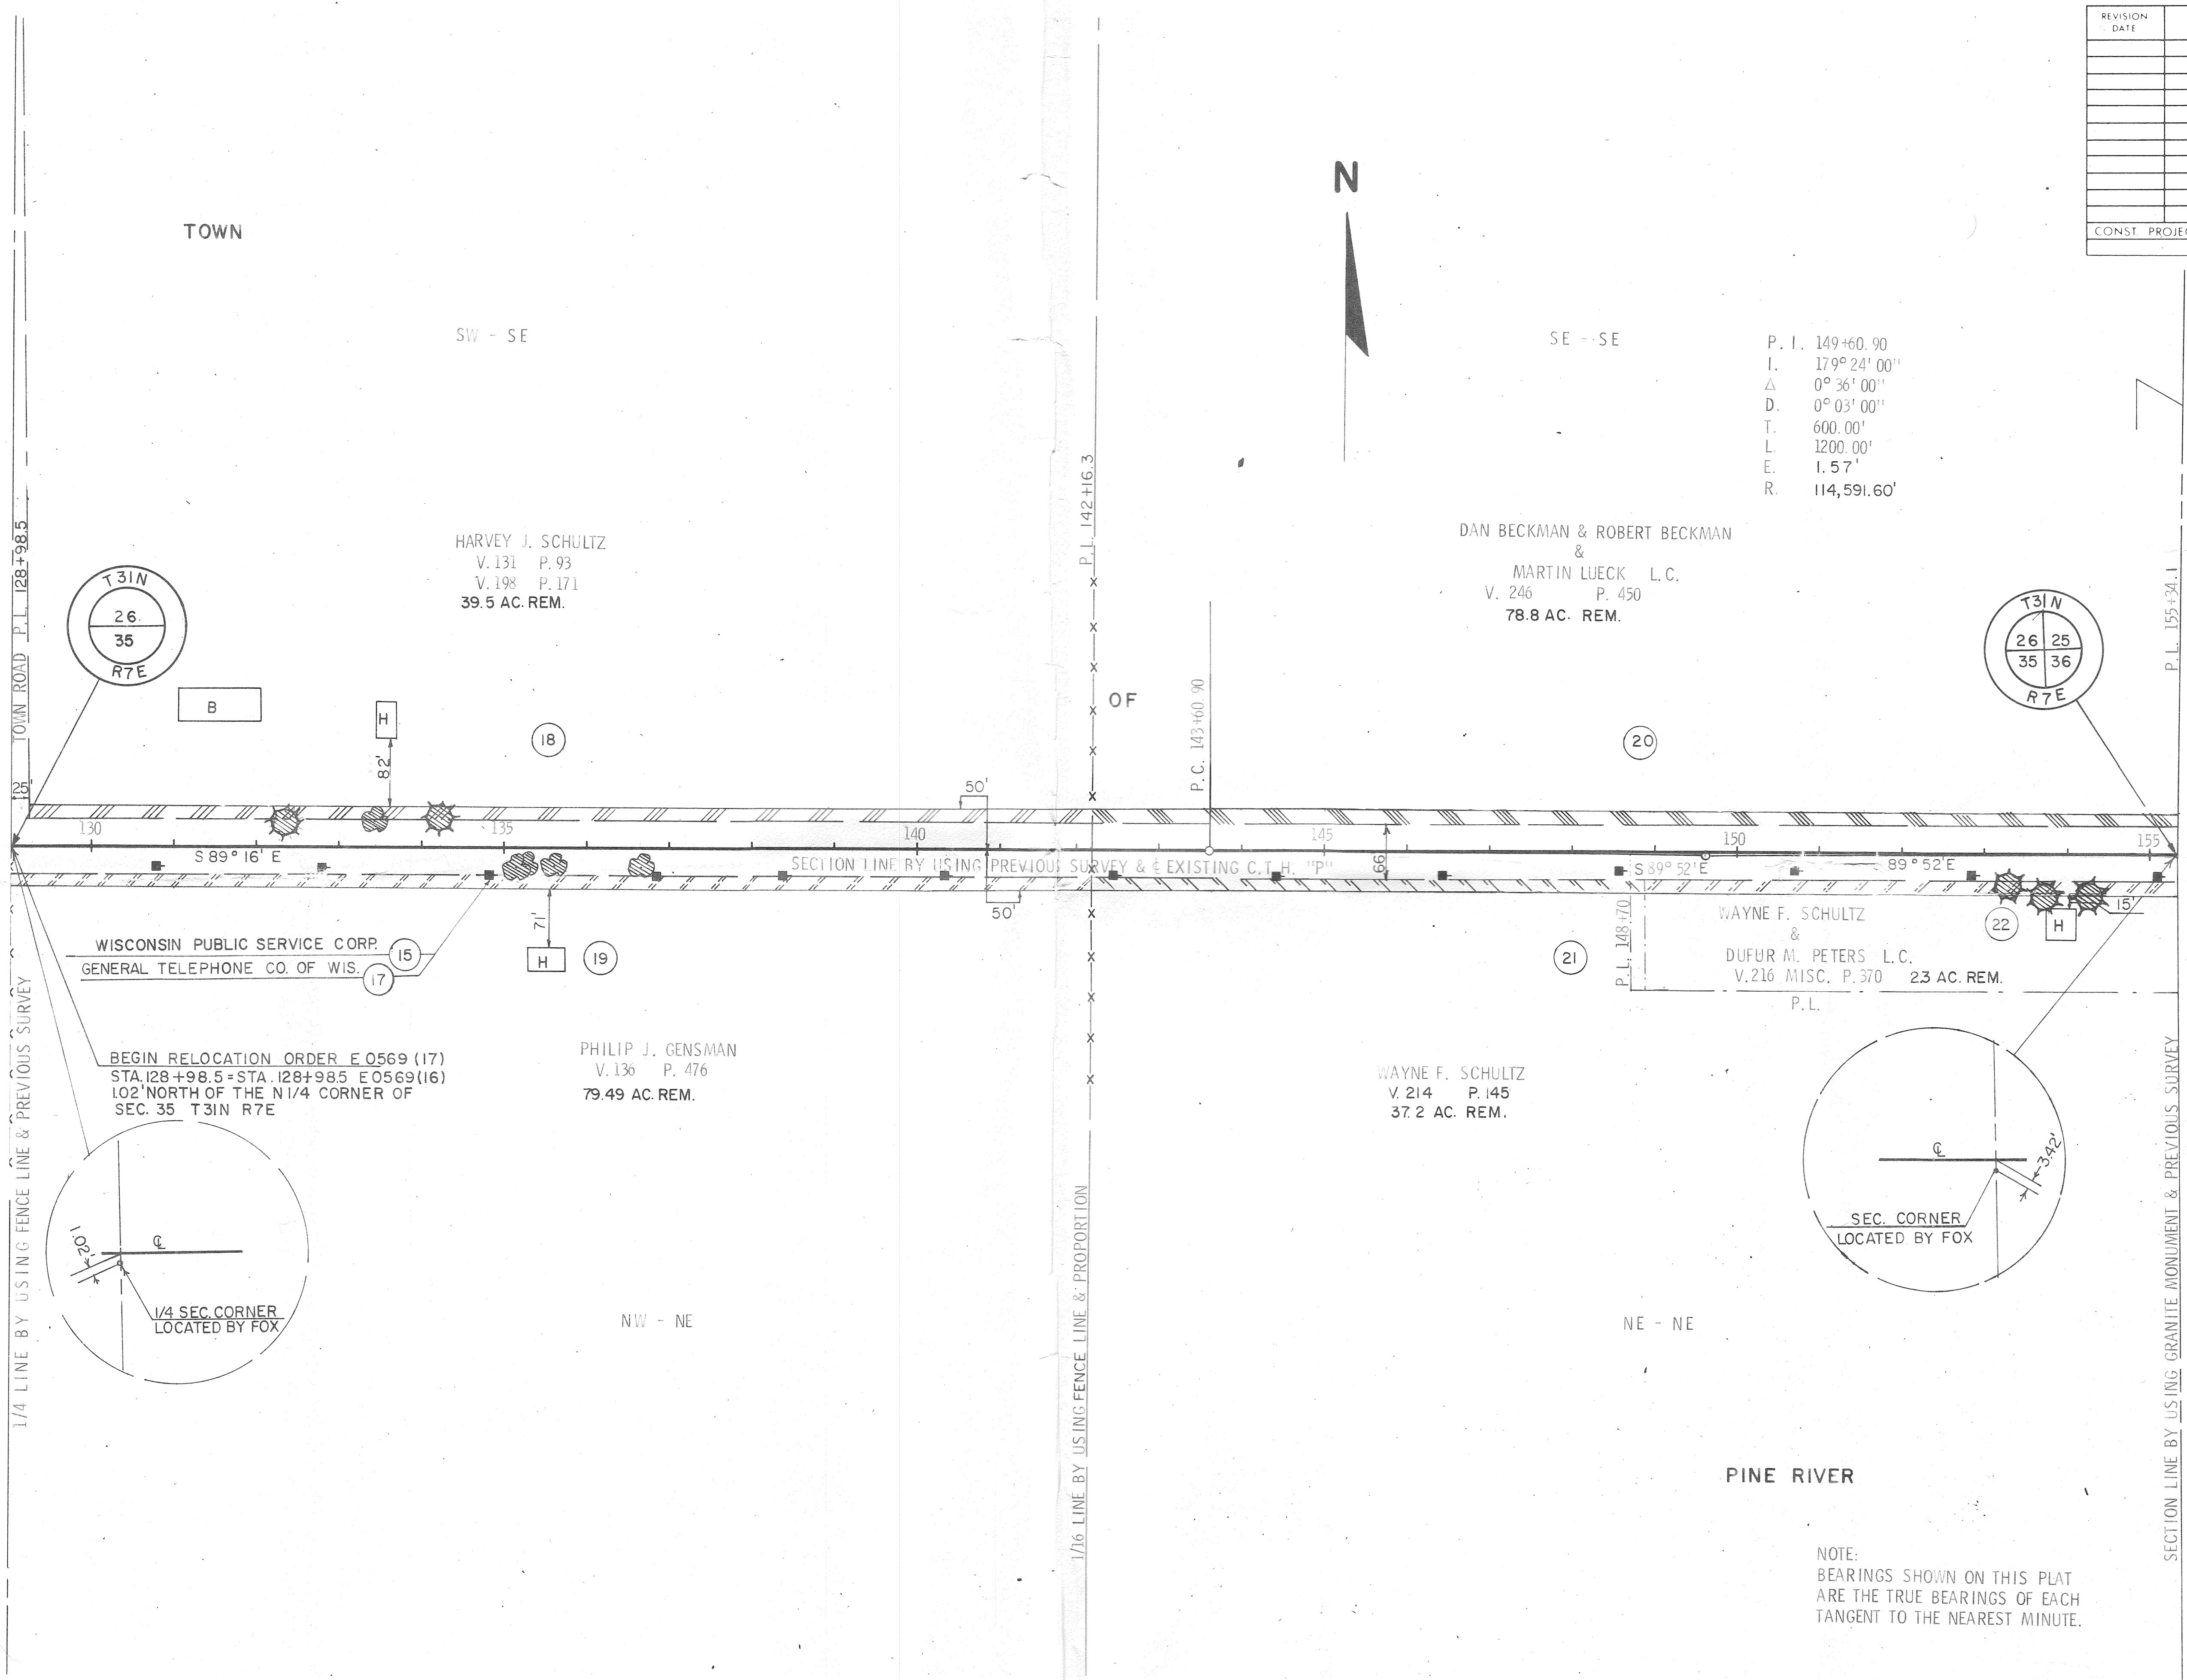 REVISION
DATE
CONST. PROJE
N
TOWN
SW - SE
SE - SE
P.I. 149+60.90
I. 179° 24' 00"
△ 0° 36' 00"
D. 0° 03' 00"
T. 600.00'
L. 1200.00'
E. 1.57'
R. 114,591.60'
HARVEY J. SCHULTZ
V. 131 P. 93
V. 198 P. 171
39.5 AC. REM.
DAN BECKMAN & ROBERT BECKMAN
&
MARTIN LUECK L.C.
V. 246 P. 450
78.8 AC. REM.
TOWN ROAD P.L. 128+98.5
P.L. 142+16.3
P.L. 155+34.1
T31N
26
35
R7E
T31N
26 25
35 36
R7E
B
H
82'
18
OF
P.C. 143+60.90
20
25'
50'
130
135
140
145
150
155
S 89° 16' E
SECTION LINE BY USING PREVIOUS SURVEY & ℄ EXISTING C.T.H. "P"
66'
S 89° 52' E
89° 52' E
50'
71'
H
19
WISCONSIN PUBLIC SERVICE CORP.
15
GENERAL TELEPHONE CO. OF WIS.
17
21
P.L. 148+70
WAYNE F. SCHULTZ
&
DUFUR M. PETERS L.C.
V.216 MISC. P.370 2.3 AC. REM.
P.L.
22
H
15'
BEGIN RELOCATION ORDER E 0569 (17)
STA. 128+98.5 = STA. 128+98.5 E 0569 (16)
1.02' NORTH OF THE N 1/4 CORNER OF
SEC. 35 T31N R7E
PHILIP J. GENSMAN
V. 136 P. 476
79.49 AC. REM.
WAYNE F. SCHULTZ
V. 214 P. 145
37.2 AC. REM.
1/4 LINE BY USING FENCE LINE & PREVIOUS SURVEY
1/16 LINE BY USING FENCE LINE & PROPORTION
SECTION LINE BY USING GRANITE MONUMENT & PREVIOUS SURVEY
1.02'
℄
1/4 SEC. CORNER
LOCATED BY FOX
℄
3.42'
SEC. CORNER
LOCATED BY FOX
NW - NE
NE - NE
PINE RIVER
NOTE:
BEARINGS SHOWN ON THIS PLAT
ARE THE TRUE BEARINGS OF EACH
TANGENT TO THE NEAREST MINUTE.